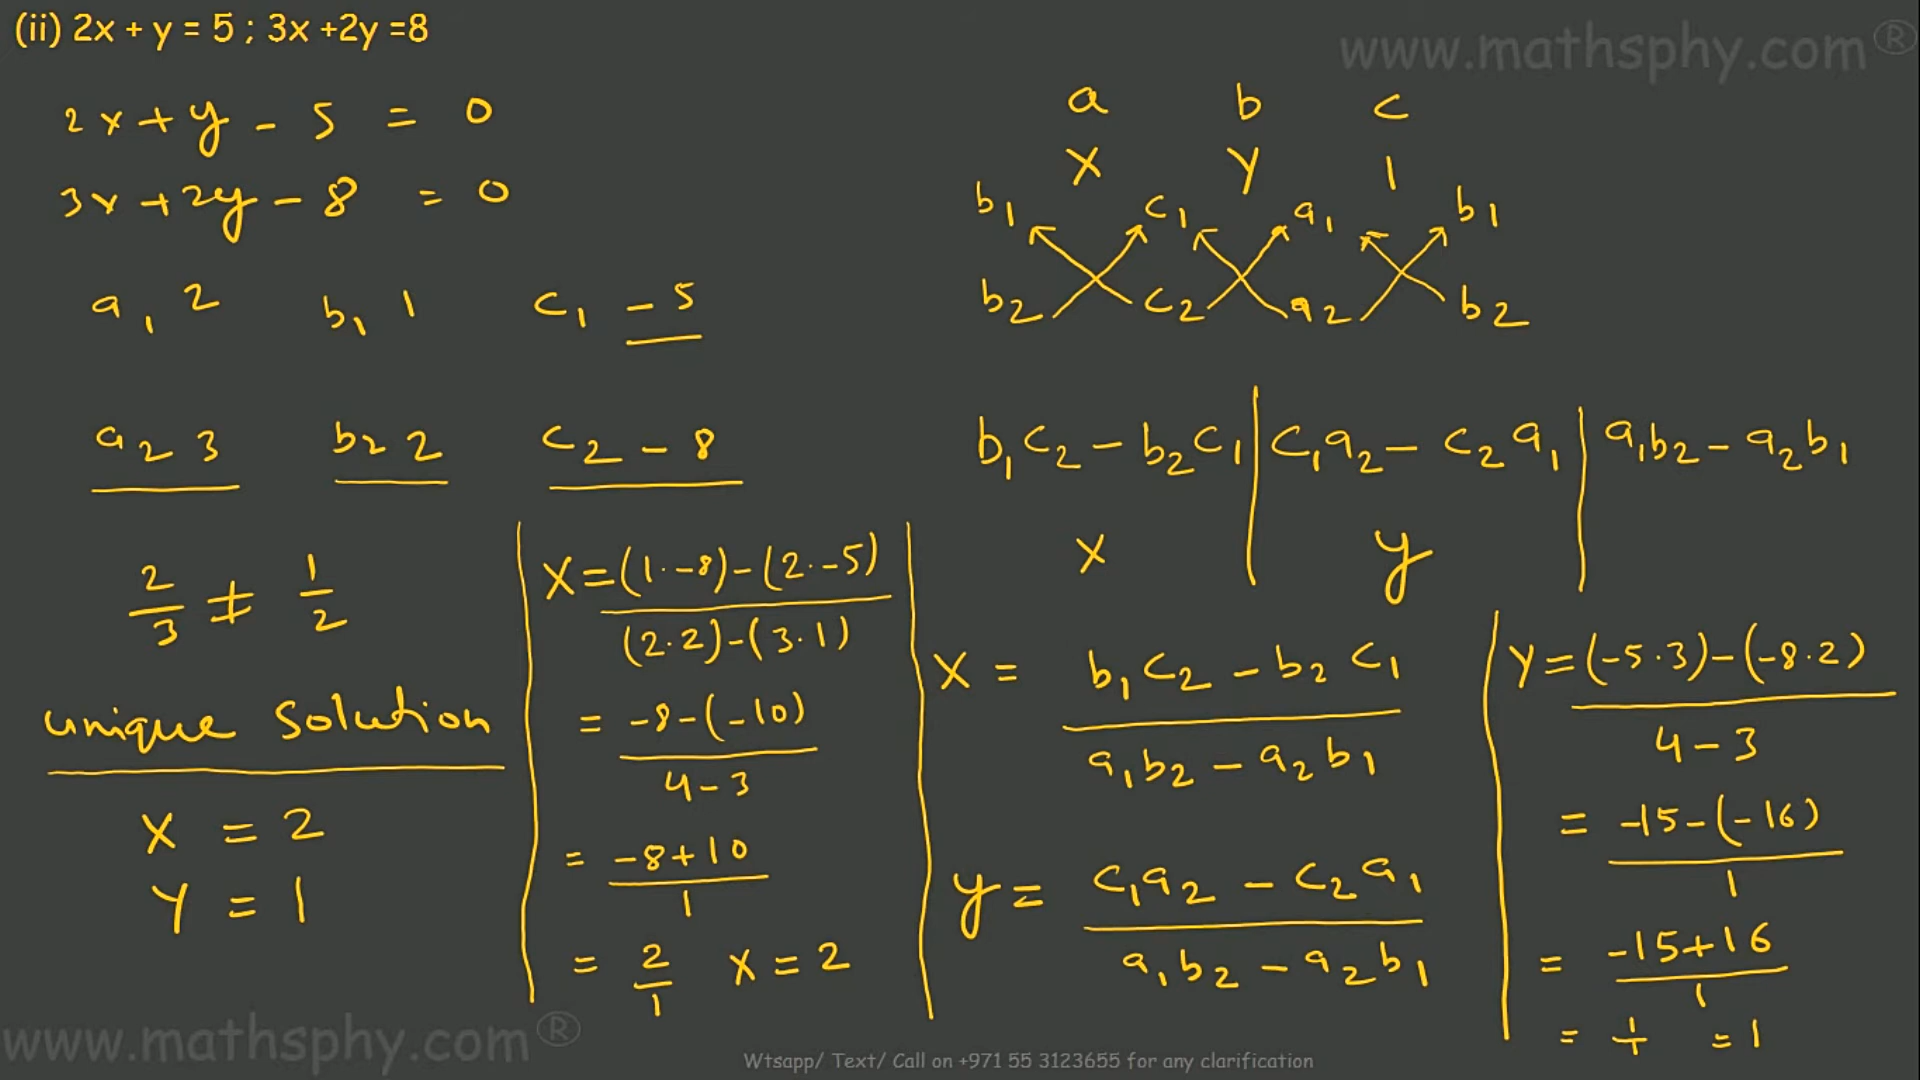 (ii) 2x + y = 5 ; 3x +2y =8
www.mathsphy.com®
2x + y - 5 = 0
3x + 2y - 8 = 0
a1 2 b1 1 c1 - 5
a2 3 b2 2 c2 - 8
2/3 ≠ 1/2
unique solution
X = 2
Y = 1
a b c
X Y 1
b1 c1 a1 b1
b2 c2 a2 b2
b1c2 - b2c1 | c1a2 - c2a1 | a1b2 - a2b1
x y
X = (1·-8)-(2·-5)
(2·2)-(3·1)
= -8-(-10)
4-3
= -8+10
1
= 2/1 X = 2
X = b1c2 - b2c1
a1b2 - a2b1
y = c1a2 - c2a1
a1b2 - a2b1
Y = (-5·3)-(-8·2)
4-3
= -15-(-16)
1
= -15+16
1
= 1/1 = 1
www.mathsphy.com®
Wtsapp/ Text/ Call on +971 55 3123655 for any clarification